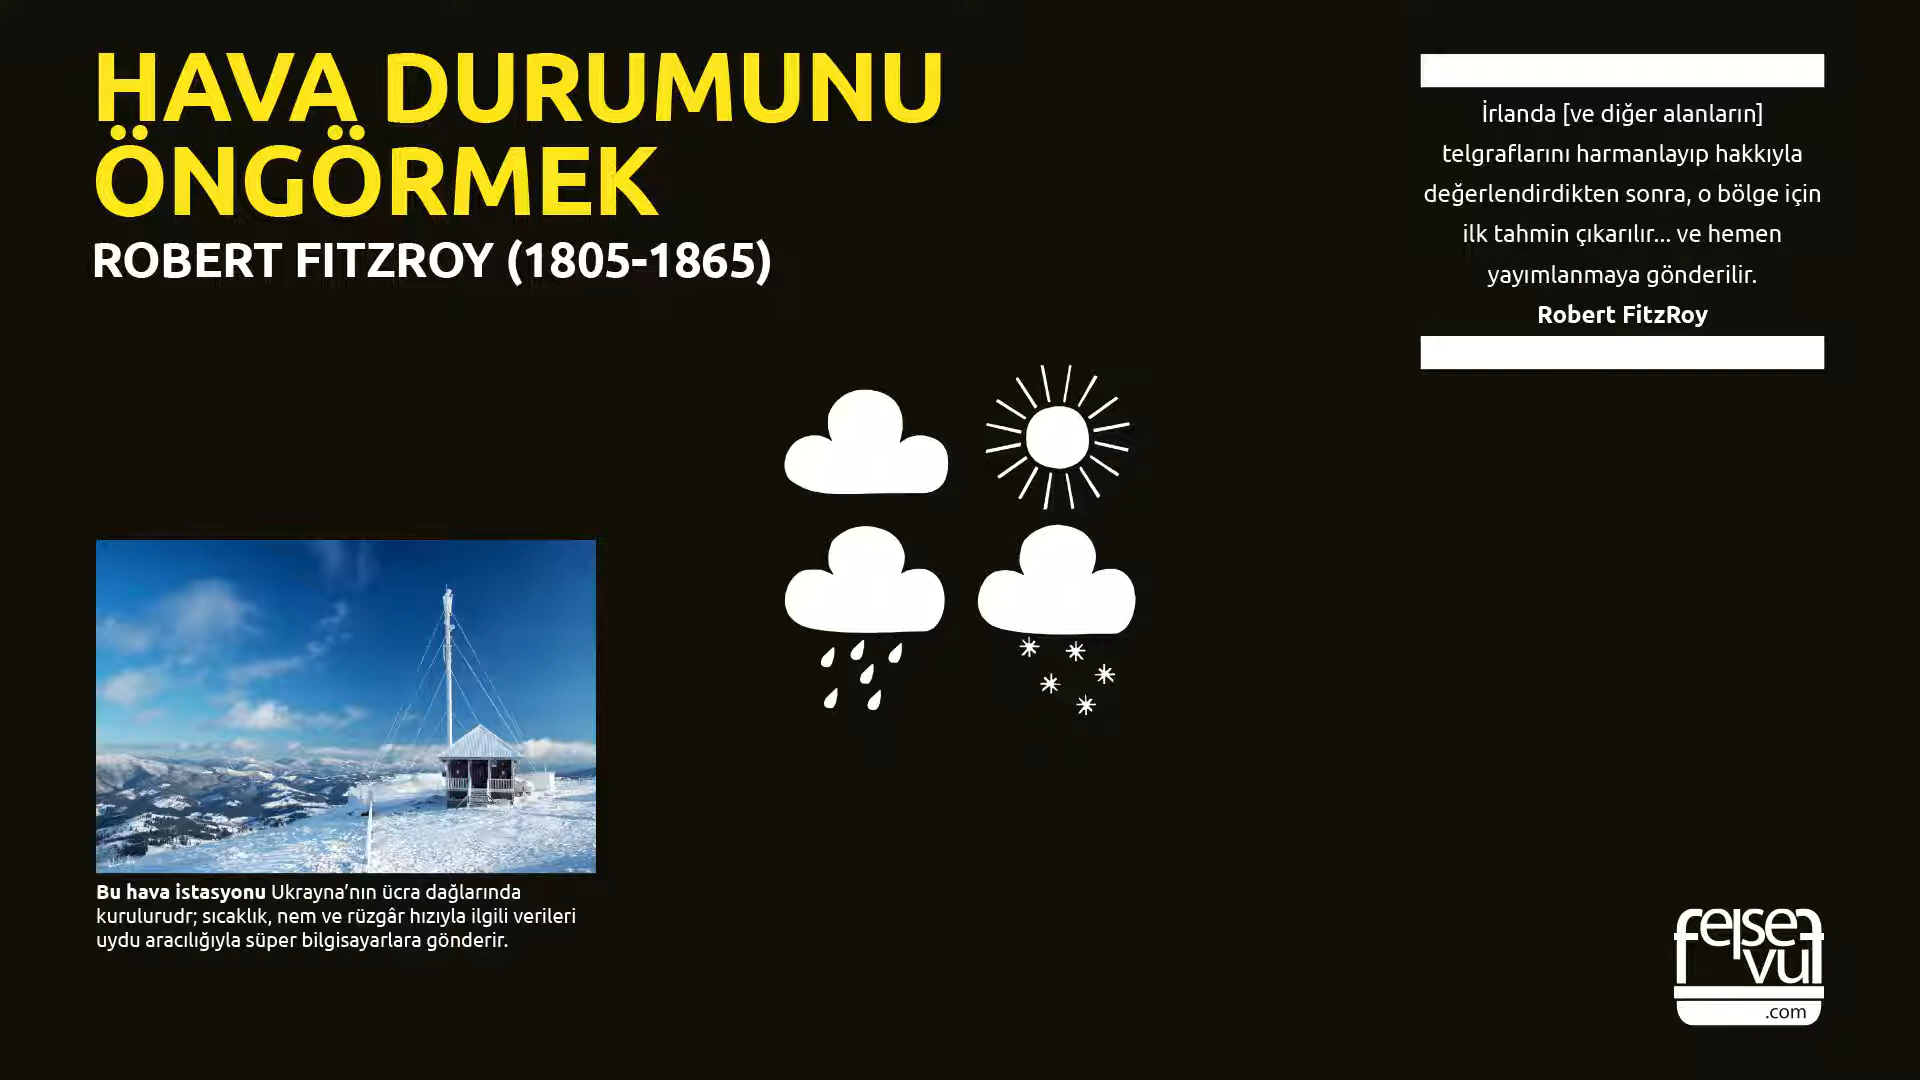 HAVA DURUMUNU
ÖNGÖRMEK
ROBERT FITZROY (1805-1865)
İrlanda [ve diğer alanların]
telgraflarını harmanlayıp hakkıyla
değerlendirdikten sonra, o bölge için
ilk tahmin çıkarılır... ve hemen
yayımlanmaya gönderilir.
Robert FitzRoy
Bu hava istasyonu Ukrayna’nın ücra dağlarında
kurulurudr; sıcaklık, nem ve rüzgâr hızıyla ilgili verileri
uydu aracılığıyla süper bilgisayarlara gönderir.
felsef
vuf
.com